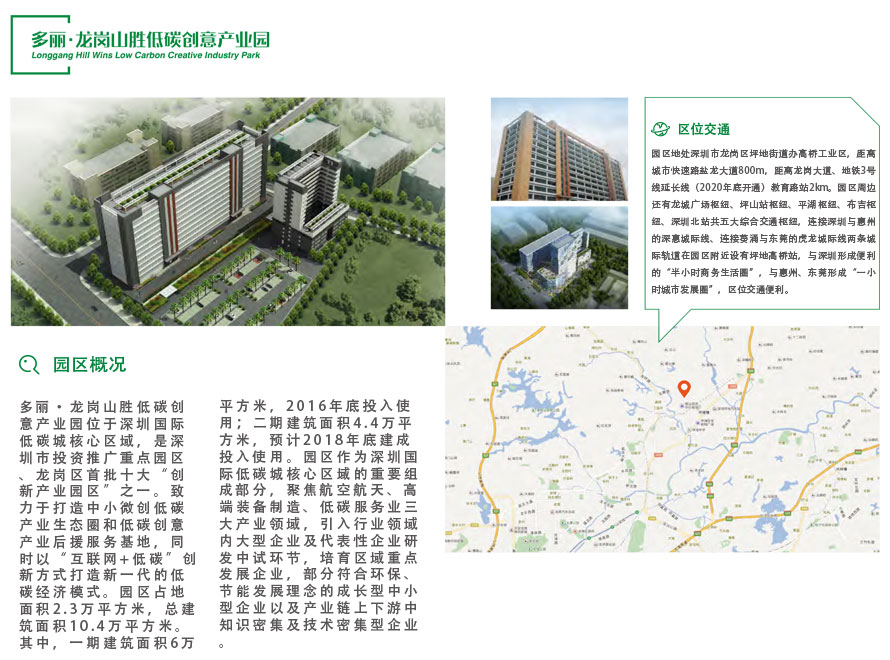 多丽·龙岗山胜低碳创意产业园
Longgang Hill Wins Low Carbon Creative Industry Park
区位交通
园区地处深圳市龙岗区坪地街道办高桥工业区，距离
城市快速路盐龙大道800m，距离龙岗大道、地铁3号
线延长线（2020年底开通）教育路站2km。园区周边
还有龙城广场枢纽、坪山站枢纽、平湖枢纽、布吉枢
纽、深圳北站共五大综合交通枢纽，连接深圳与惠州
的深惠城际线、连接葵涌与东莞的虎龙城际线两条城
际轨道在园区附近设有坪地高桥站，与深圳形成便利
的“半小时商务生活圈”，与惠州、东莞形成“一小
时城市发展圈”，区位交通便利。
园区概况
多丽·龙岗山胜低碳创
意产业园位于深圳国际
低碳城核心区域，是深
圳市投资推广重点园区
、龙岗区首批十大“创
新产业园区”之一。致
力于打造中小微创低碳
产业生态圈和低碳创意
产业后援服务基地，同
时以“互联网+低碳”创
新方式打造新一代的低
碳经济模式。园区占地
面积2.3万平方米，总建
筑面积10.4万平方米。
其中，一期建筑面积6万
平方米，2016年底投入使
用；二期建筑面积4.4万平
方米，预计2018年底建成
投入使用。园区作为深圳国
际低碳城核心区域的重要组
成部分，聚焦航空航天、高
端装备制造、低碳服务业三
大产业领域，引入行业领域
内大型企业及代表性企业研
发中试环节，培育区域重点
发展企业，部分符合环保、
节能发展理念的成长型中小
型企业以及产业链上下游中
知识密集及技术密集型企业
。